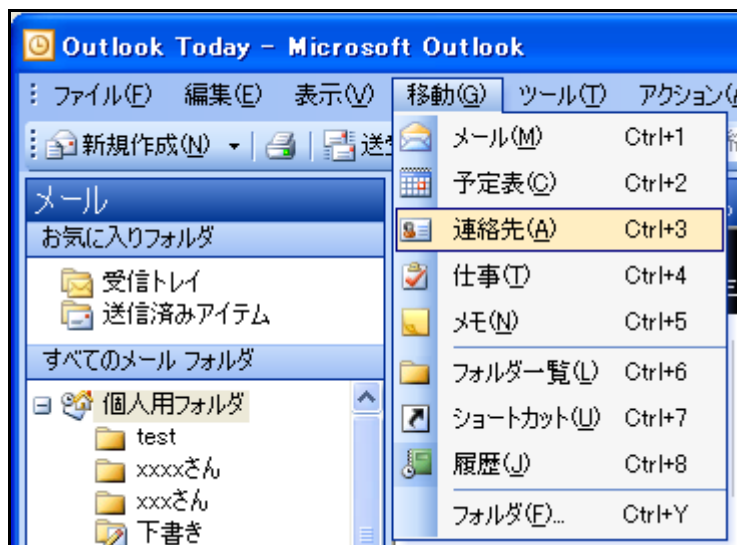 Outlook Today - Microsoft Outlook
ファイル(F) 編集(E) 表示(V) 移動(G) ツール(T) アクション(
新規作成(N) 送
メール
お気に入りフォルダ
受信トレイ
送信済みアイテム
すべてのメール フォルダ
個人用フォルダ
test
xxxxさん
xxxさん
下書き
メール(M) Ctrl+1
予定表(C) Ctrl+2
連絡先(A) Ctrl+3
仕事(T) Ctrl+4
メモ(N) Ctrl+5
フォルダ一覧(L) Ctrl+6
ショートカット(U) Ctrl+7
履歴(J) Ctrl+8
フォルダ(F)... Ctrl+Y